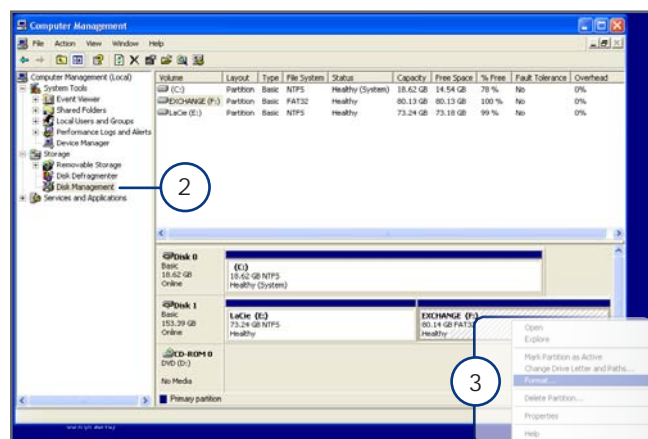 Computer Management
File Action View Window Help
Computer Management (Local)
System Tools
Event Viewer
Shared Folders
Local Users and Groups
Performance Logs and Alerts
Device Manager
Storage
Removable Storage
Disk Defragmenter
Disk Management
Services and Applications
2
Volume Layout Type File System Status Capacity Free Space % Free Fault Tolerance Overhead
(C:) Partition Basic NTFS Healthy (System) 18.62 GB 14.54 GB 78 % No 0%
EXCHANGE (F:) Partition Basic FAT32 Healthy 80.13 GB 80.13 GB 100 % No 0%
LaCie (E:) Partition Basic NTFS Healthy 73.24 GB 73.18 GB 99 % No 0%
Disk 0
Basic
18.62 GB
Online
(C:)
18.62 GB NTFS
Healthy (System)
Disk 1
Basic
153.39 GB
Online
LaCie (E:)
73.24 GB NTFS
Healthy
EXCHANGE (F:)
80.14 GB FAT32
Healthy
CD-ROM 0
DVD (D:)
No Media
Primary partition
3
Open
Explore
Mark Partition as Active
Change Drive Letter and Paths...
Format...
Delete Partition...
Properties
Help